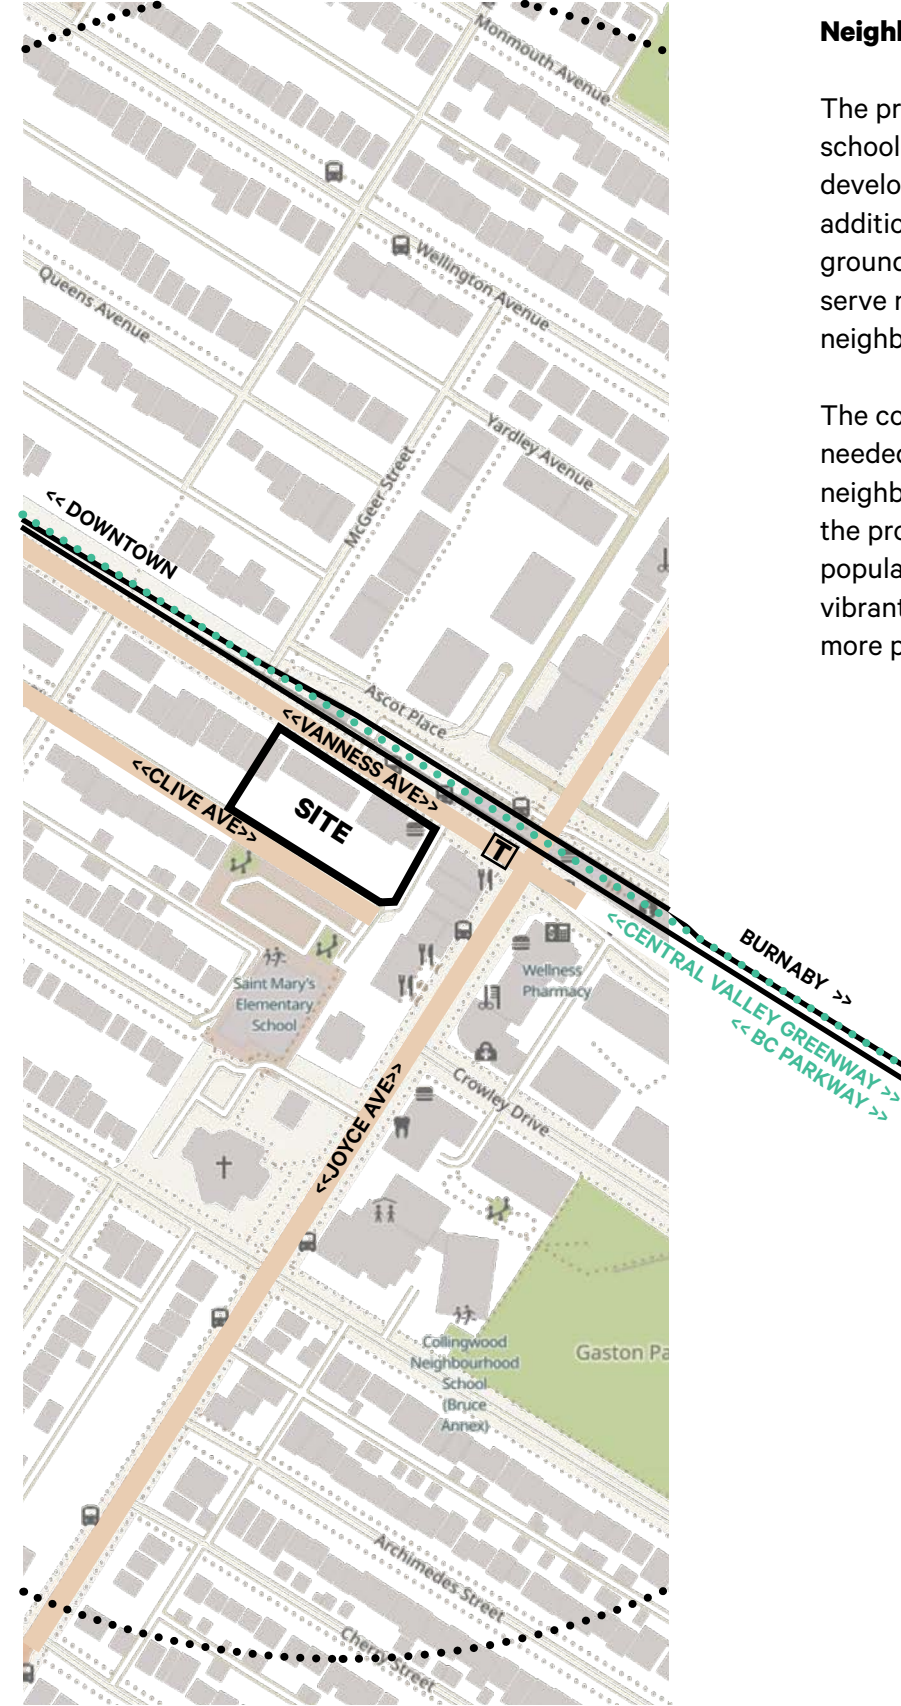 Monmouth Avenue
Wellington Avenue
Queens Avenue
Yardley Avenue
McGeer Street
<< DOWNTOWN
Ascot Place
<<VANNESS AVE>>
<<CLIVE AVE>>
SITE
T
BURNABY >>
<<CENTRAL VALLEY GREENWAY >>
<< BC PARKWAY >>
Wellness
Pharmacy
Saint Mary's
Elementary
School
Crowley Drive
<<JOYCE AVE>>
Collingwood
Neighbourhood
School
(Bruce
Annex)
Gaston Pa
Archimedes Street
Cherry Street
Neighl
The pr
school
develo
additio
ground
serve r
neighb
The co
needed
neighb
the pro
popula
vibrant
more p